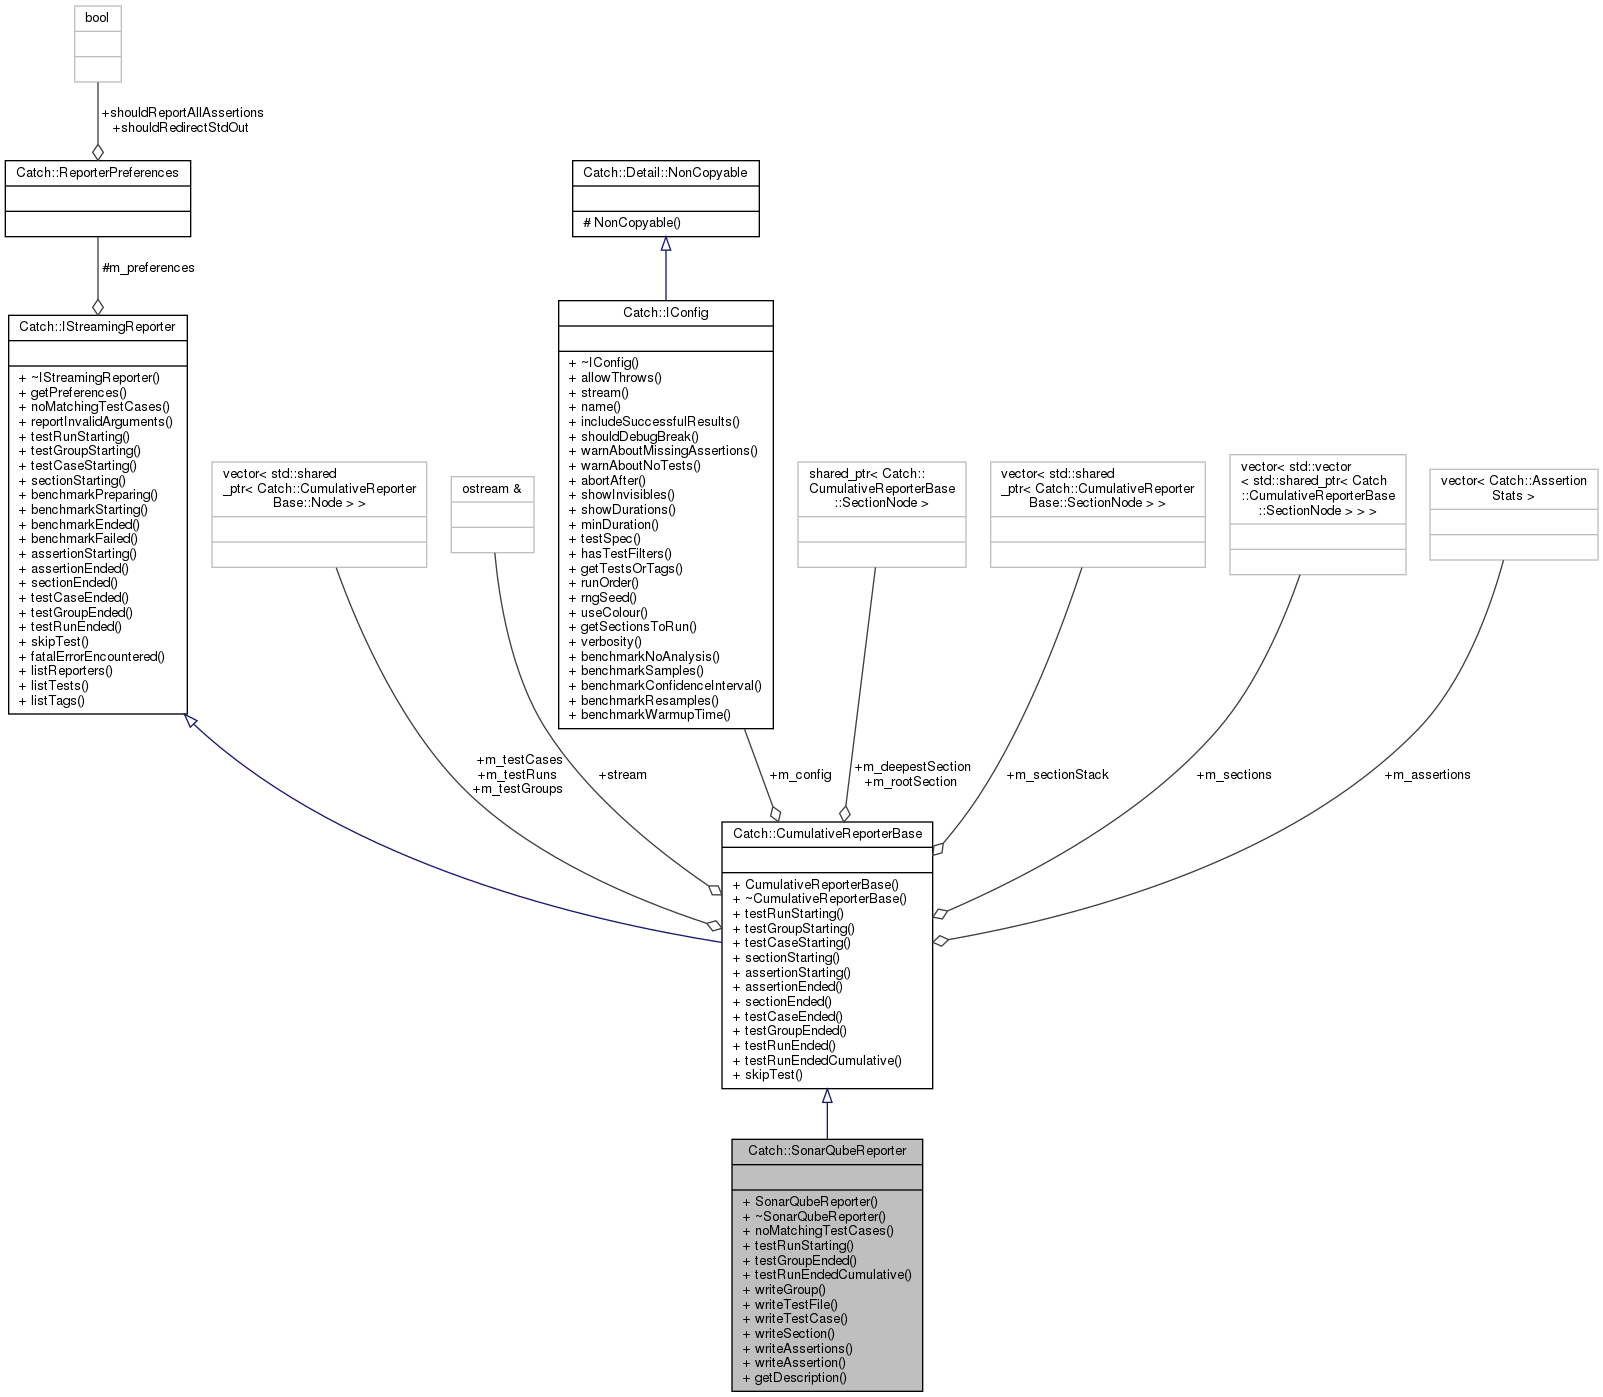 bool
+shouldReportAllAssertions
+shouldRedirectStdOut
Catch::ReporterPreferences
#m_preferences
Catch::IStreamingReporter
+ ~IStreamingReporter()
+ getPreferences()
+ noMatchingTestCases()
+ reportInvalidArguments()
+ testRunStarting()
+ testGroupStarting()
+ testCaseStarting()
+ sectionStarting()
+ benchmarkPreparing()
+ benchmarkStarting()
+ benchmarkEnded()
+ benchmarkFailed()
+ assertionStarting()
+ assertionEnded()
+ sectionEnded()
+ testCaseEnded()
+ testGroupEnded()
+ testRunEnded()
+ skipTest()
+ fatalErrorEncountered()
+ listReporters()
+ listTests()
+ listTags()
Catch::Detail::NonCopyable
# NonCopyable()
Catch::IConfig
+ ~IConfig()
+ allowThrows()
+ stream()
+ name()
+ includeSuccessfulResults()
+ shouldDebugBreak()
+ warnAboutMissingAssertions()
+ warnAboutNoTests()
+ abortAfter()
+ showInvisibles()
+ showDurations()
+ minDuration()
+ testSpec()
+ hasTestFilters()
+ getTestsOrTags()
+ runOrder()
+ rngSeed()
+ useColour()
+ getSectionsToRun()
+ verbosity()
+ benchmarkNoAnalysis()
+ benchmarkSamples()
+ benchmarkConfidenceInterval()
+ benchmarkResamples()
+ benchmarkWarmupTime()
vector< std::shared
_ptr< Catch::CumulativeReporter
Base::Node > >
ostream &
shared_ptr< Catch::
CumulativeReporterBase
::SectionNode >
vector< std::shared
_ptr< Catch::CumulativeReporter
Base::SectionNode > >
vector< std::vector
< std::shared_ptr< Catch
::CumulativeReporterBase
::SectionNode > > >
vector< Catch::Assertion
Stats >
+m_testCases
+m_testRuns
+m_testGroups
+stream
+m_config
+m_deepestSection
+m_rootSection
+m_sectionStack
+m_sections
+m_assertions
Catch::CumulativeReporterBase
+ CumulativeReporterBase()
+ ~CumulativeReporterBase()
+ testRunStarting()
+ testGroupStarting()
+ testCaseStarting()
+ sectionStarting()
+ assertionStarting()
+ assertionEnded()
+ sectionEnded()
+ testCaseEnded()
+ testGroupEnded()
+ testRunEnded()
+ testRunEndedCumulative()
+ skipTest()
Catch::SonarQubeReporter
+ SonarQubeReporter()
+ ~SonarQubeReporter()
+ noMatchingTestCases()
+ testRunStarting()
+ testGroupEnded()
+ testRunEndedCumulative()
+ writeGroup()
+ writeTestFile()
+ writeTestCase()
+ writeSection()
+ writeAssertions()
+ writeAssertion()
+ getDescription()